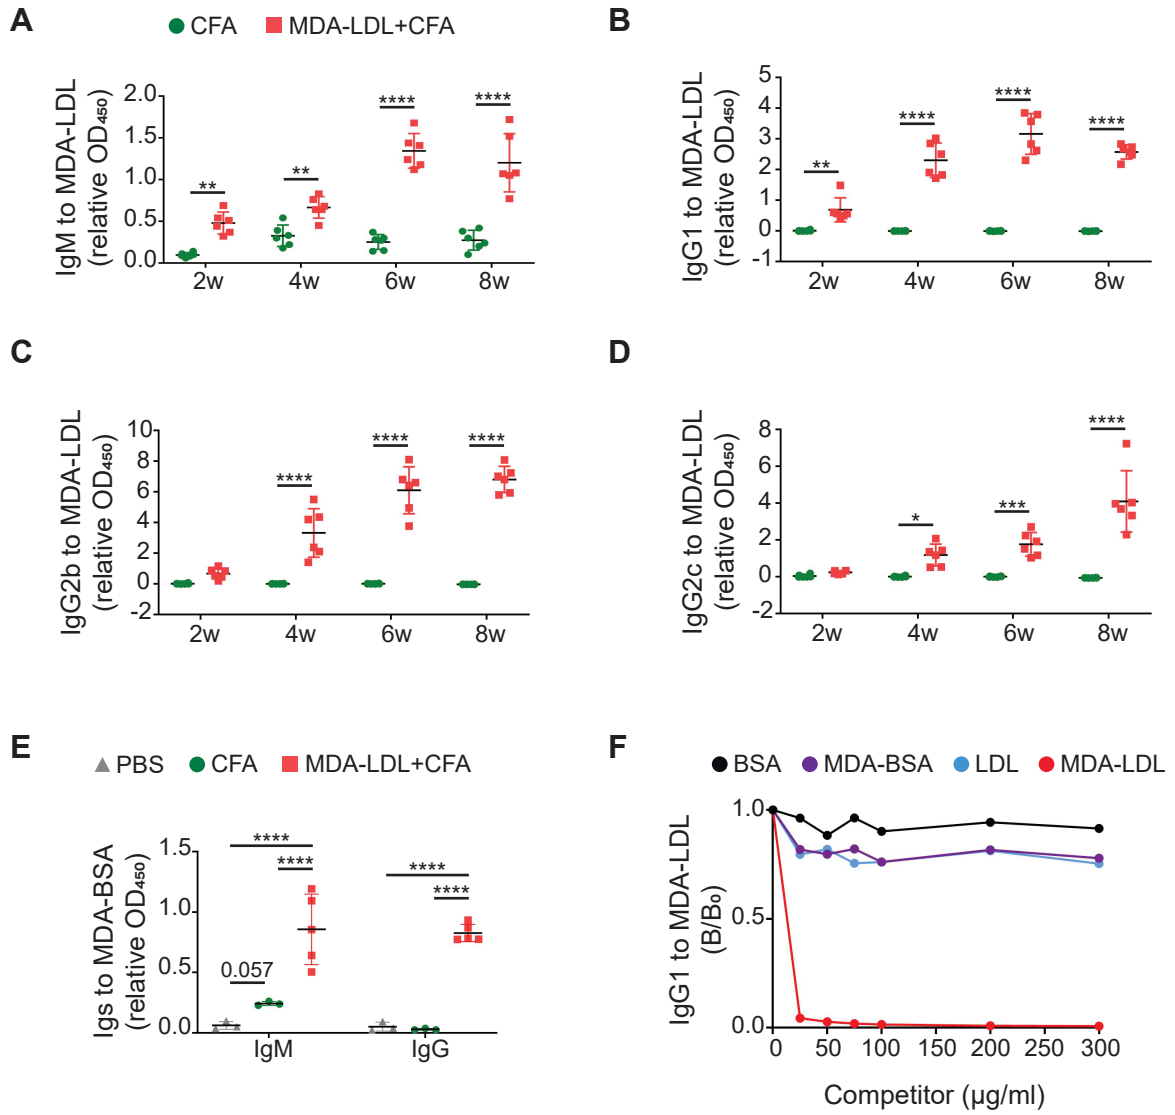 A
CFA MDA-LDL+CFA
IgM to MDA-LDL
(relative OD₄₅₀)
2.0
1.5
1.0
0.5
0.0
** ** **** ****
2w 4w 6w 8w
B
IgG1 to MDA-LDL
(relative OD₄₅₀)
5
4
3
2
1
0
-1
** **** **** ****
2w 4w 6w 8w
C
IgG2b to MDA-LDL
(relative OD₄₅₀)
10
8
6
4
2
0
-2
**** **** ****
2w 4w 6w 8w
D
IgG2c to MDA-LDL
(relative OD₄₅₀)
8
6
4
2
0
-2
* *** ****
2w 4w 6w 8w
E
PBS CFA MDA-LDL+CFA
Igs to MDA-BSA
(relative OD₄₅₀)
1.5
1.0
0.5
0.0
****
****
0.057
****
****
IgM IgG
F
BSA MDA-BSA LDL MDA-LDL
IgG1 to MDA-LDL
(B/B₀)
1.0
0.5
0.0
0 50 100 150 200 250 300
Competitor (µg/ml)